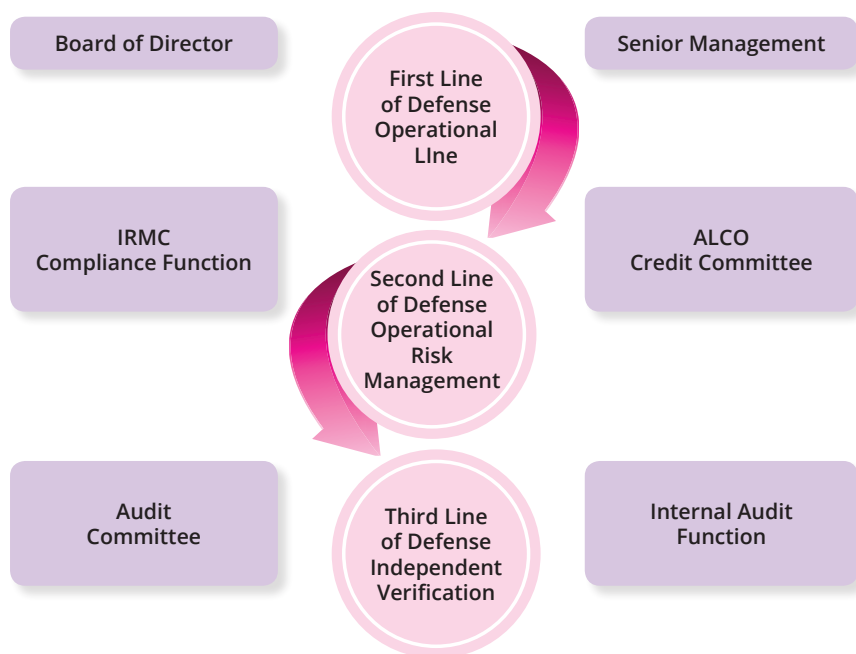 Board of Director
First Line
of Defense
Operational
LIne
Senior Management
IRMC
Compliance Function
Second Line
of Defense
Operational
Risk
Management
ALCO
Credit Committee
Audit
Committee
Third Line
of Defense
Independent
Verification
Internal Audit
Function